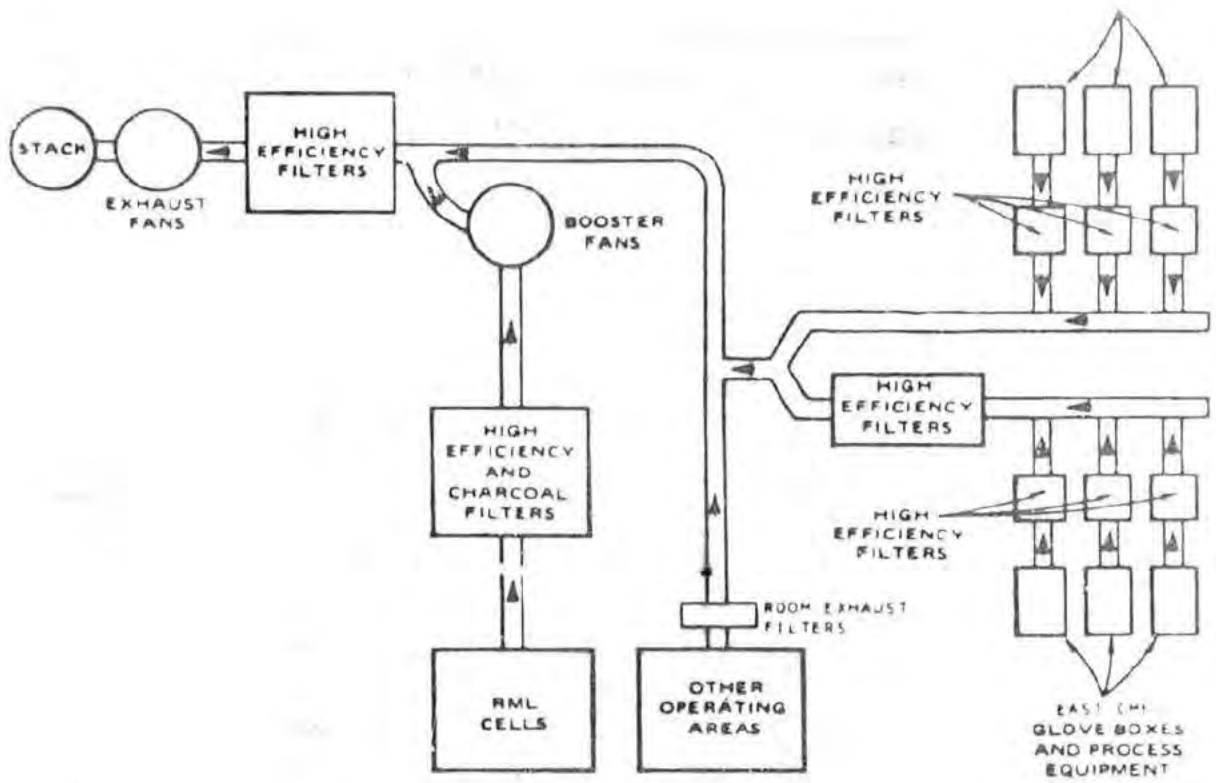 STACK
EXHAUST
FANS
HIGH
EFFICIENCY
FILTERS
BOOSTER
FANS
HIGH
EFFICIENCY
FILTERS
HIGH
EFFICIENCY
FILTERS
HIGH
EFFICIENCY
AND
CHARCOAL
FILTERS
HIGH
EFFICIENCY
FILTERS
ROOM EXHAUST
FILTERS
RML
CELLS
OTHER
OPERATING
AREAS
EAST
GLOVE BOXES
AND PROCESS
EQUIPMENT